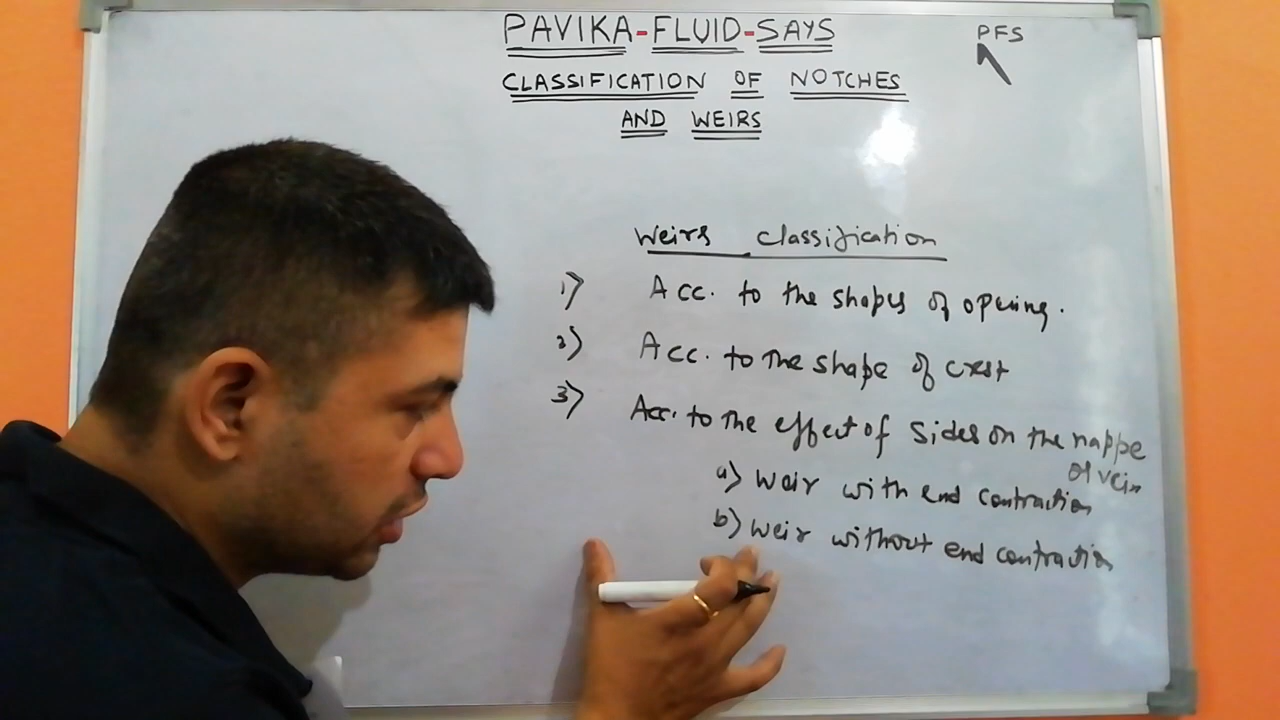 PAVIKA-FLUID-SAYS
PFS
CLASSIFICATION OF NOTCHES
AND WEIRS
Weirs classification
1) Acc. to the shapes of opening.
2) Acc. to the shape of crest
3) Acc. to the effect of sides on the nappe
or vein
a) Weir with end contraction
b) Weir without end contraction